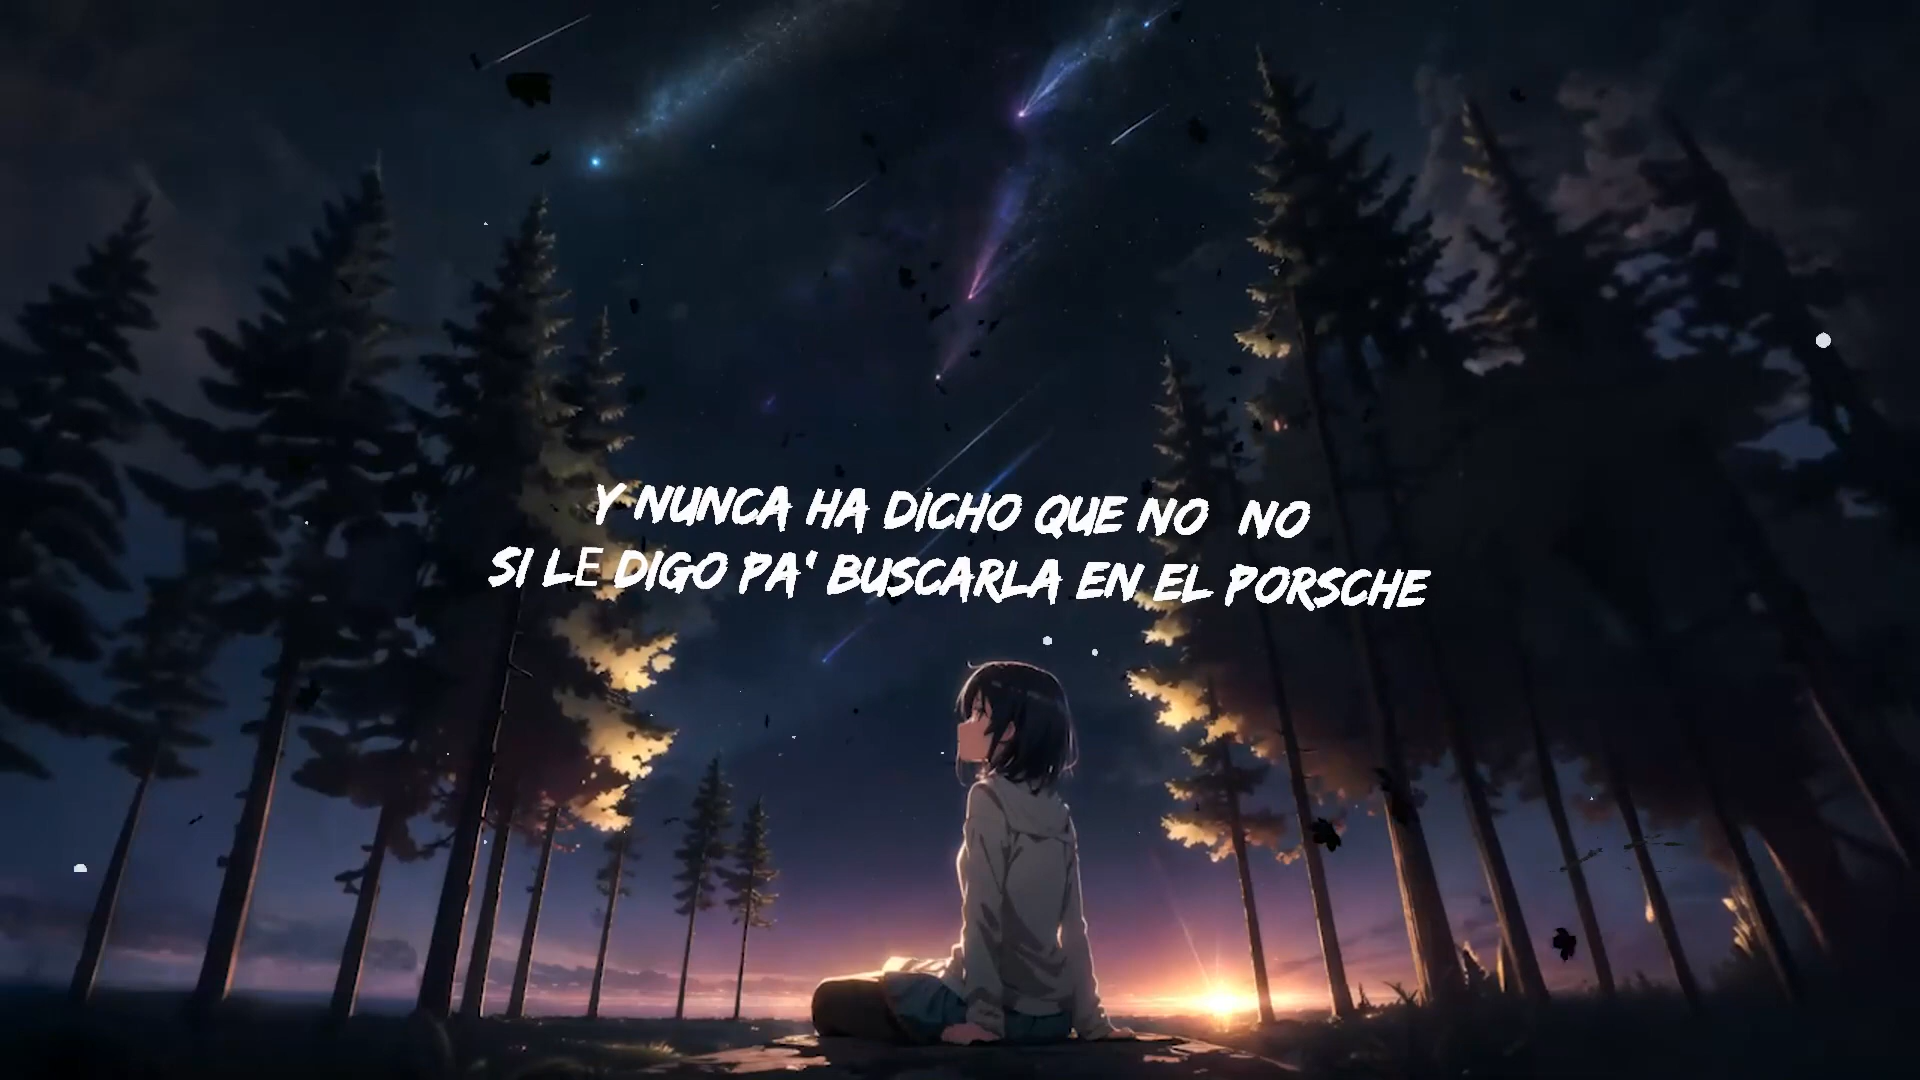 Y NUNCA HA DICHO QUE NO NO
SI LE DIGO PA' BUSCARLA EN EL PORSCHE